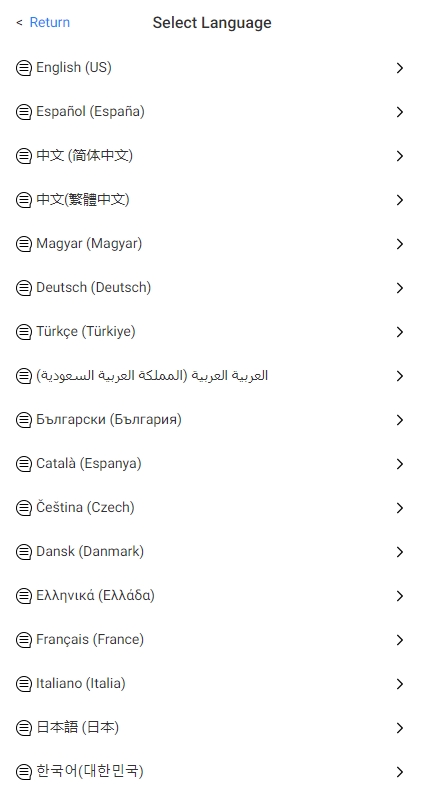 < Return Select Language
English (US)
Español (España)
中文 (简体中文)
中文(繁體中文)
Magyar (Magyar)
Deutsch (Deutsch)
Türkçe (Türkiye)
العربية العربية (المملكة العربية السعودية)
Български (България)
Català (Espanya)
Čeština (Czech)
Dansk (Danmark)
Ελληνικά (Ελλάδα)
Français (France)
Italiano (Italia)
日本語 (日本)
한국어(대한민국)